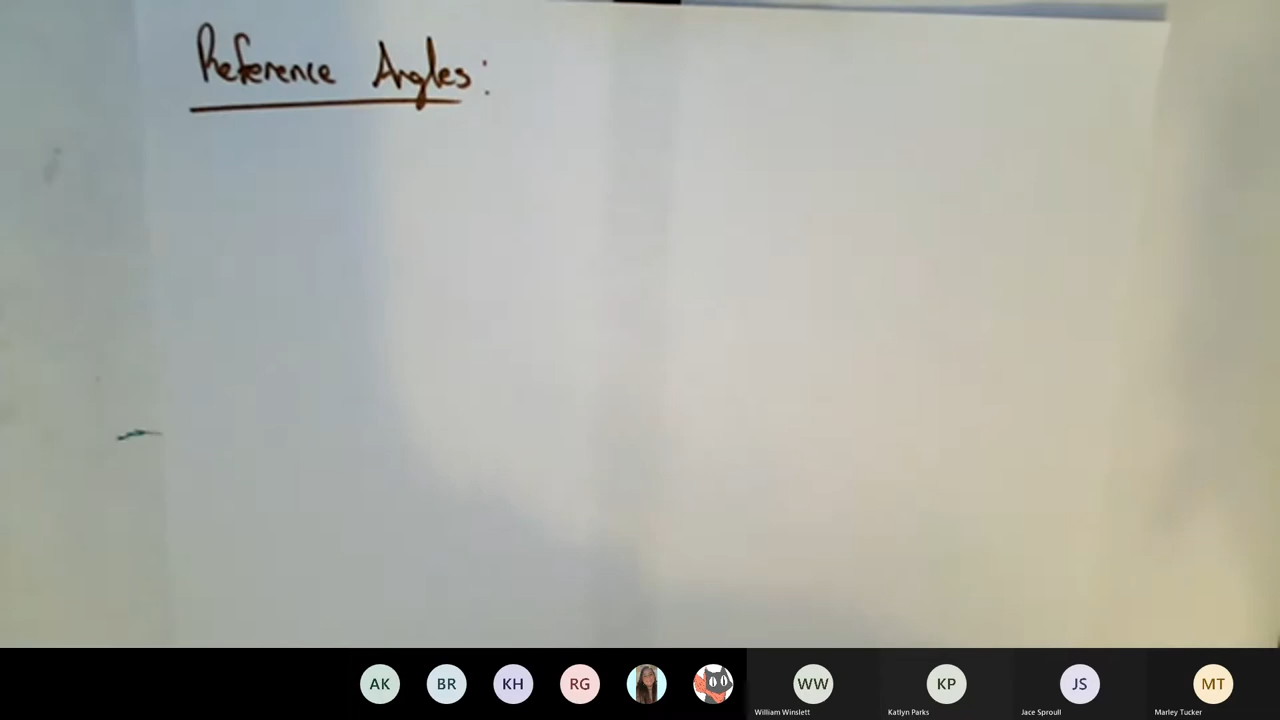 Reference Angles:
AK BR KH RG WW KP JS MT
William Winslett Katlyn Parks Jace Sproull Marley Tucker